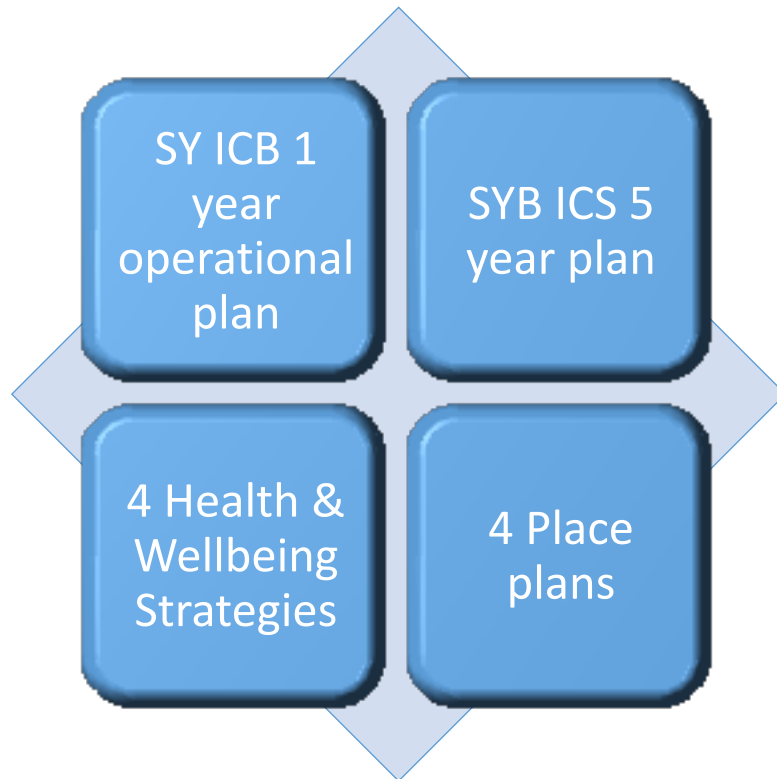 SY ICB 1
year
operational
plan
SYB ICS 5
year plan
4 Health &
Wellbeing
Strategies
4 Place
plans